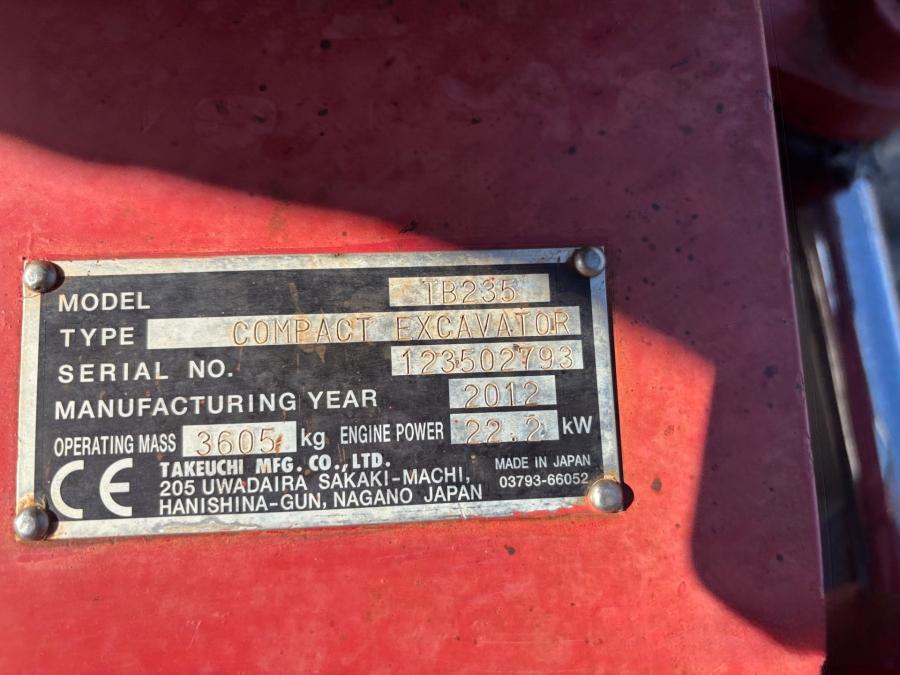 MODEL TB235
TYPE COMPACT EXCAVATOR
SERIAL NO. 123502793
MANUFACTURING YEAR 2012
OPERATING MASS 3605 kg ENGINE POWER 22.2 kW
CE TAKEUCHI MFG. CO.,LTD. MADE IN JAPAN
205 UWADAIRA SAKAKI-MACHI, 03793-66052
HANISHINA-GUN, NAGANO JAPAN